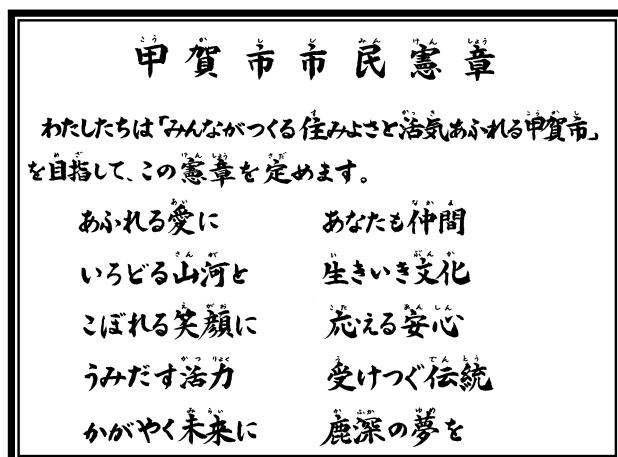 甲賀市市民憲章
わたしたちは「みんながつくる住みよさと活気あふれる甲賀市」
を目指して、この憲章を定めます。
あふれる愛に　あなたも仲間
いろどる山河と　生きいき文化
こぼれる笑顔に　応える安心
うみだす活力　受けつぐ伝統
かがやく未来に　鹿深の夢を